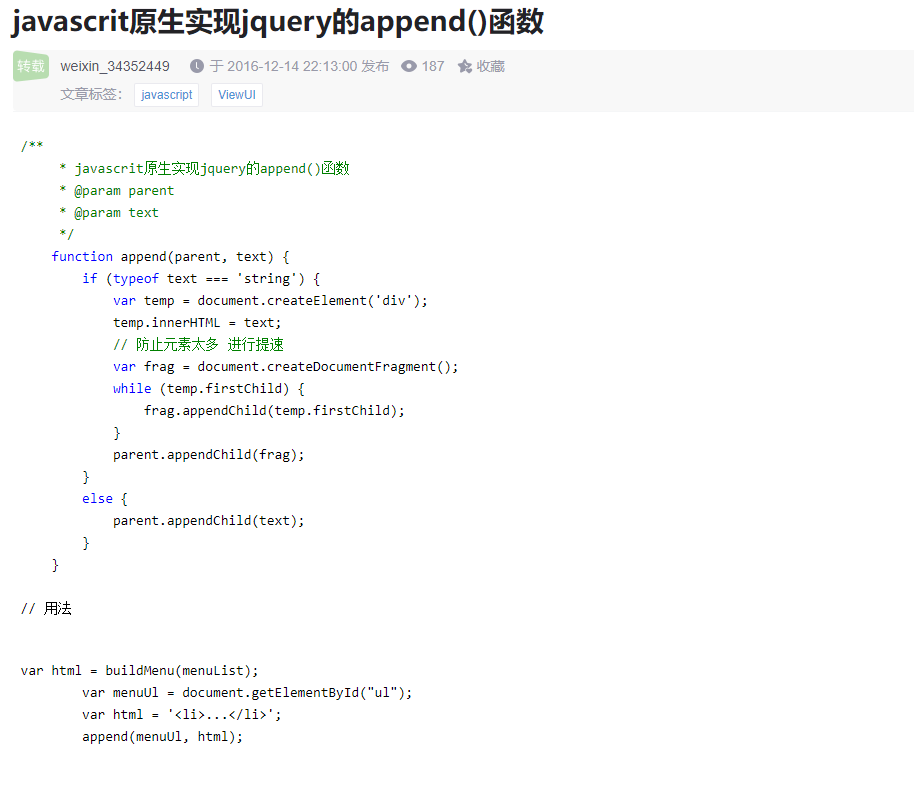 javascrit原生实现jquery的append()函数
转载 weixin_34352449 于 2016-12-14 22:13:00 发布 187 收藏
文章标签： javascript ViewUI
/**
* javascrit原生实现jquery的append()函数
* @param parent
* @param text
*/
function append(parent, text) {
if (typeof text === 'string') {
var temp = document.createElement('div');
temp.innerHTML = text;
// 防止元素太多 进行提速
var frag = document.createDocumentFragment();
while (temp.firstChild) {
frag.appendChild(temp.firstChild);
}
parent.appendChild(frag);
}
else {
parent.appendChild(text);
}
}
// 用法
var html = buildMenu(menuList);
var menuUl = document.getElementById("ul");
var html = '<li>...</li>';
append(menuUl, html);